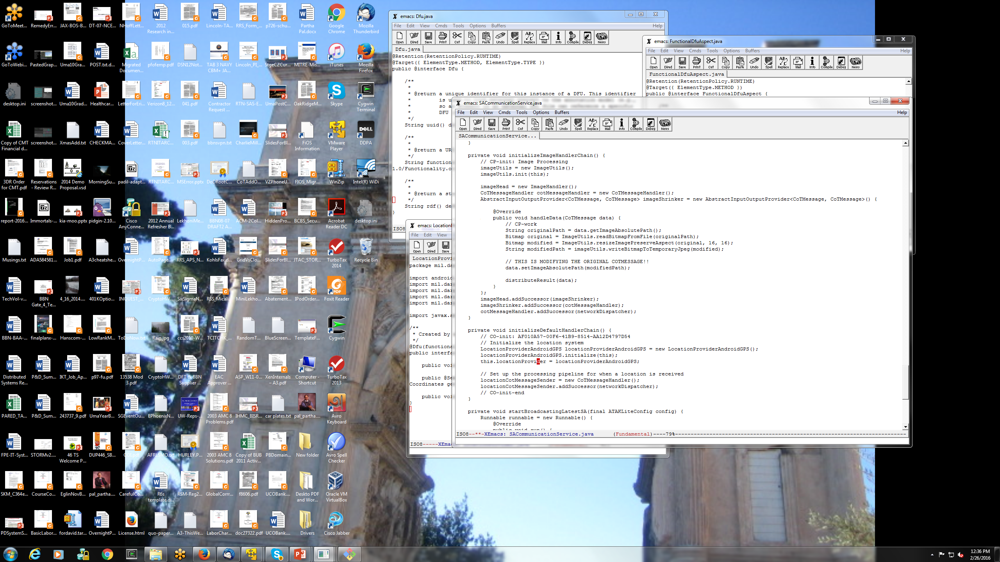 GoToMeet...
RemedyErr...
JAX-BOS-B...
DT-07-NCE...
NHoffLett...
2012
Research in...
015.pdf
Lincoln-TA...
RRS_Form_...
p726-schu...
Partha
Pal.docx
Google
Chrome
Mozilla
Thunderbird
GoToWebi...
PastedGrap...
Uma10Gra...
POST.txt.d...
Migrated
Documen...
pfofemp.pdf
DSN12Not...
TAB 3 NAVY
CBM+ JA...
Lincoln_PI_...
StgeCZCur...
MITRE-Mis...
iTunes
Mozilla
Firefox
desktop.ini
screenshot...
Uma10Grad...
Healthcar...
LetterForEri...
Verizon8_12...
041.pdf
Contractor
Request ...
RTN-SAS-E...
UmaPostC...
OakRidgeM...
Skype
Cygwin
Terminal
Copy of CMT
Financial d...
screenshot...
XmasAdd.txt
CHECKMA...
CoverLetter...
RTNITARC...
003.pdf
bbnsvpn.txt
CharlieMill...
SlidesForBl...
FiOS
Information
VMware
Player
DDPA
3DR Order
for CMT.pdf
Reservations
- Review R...
2014 Demo
Proposal.vsd
MorningSu...
padil-adapt...
RTNITARC...
MSError.pptx
DoDRootC...
CoTAddO...
VZPhoneU...
FIOS_Migr...
WinZip
Intel(R) WiDi
report-2016...
Immortals-...
kia-moo.pptx
pidgin-2.10...
Cisco
AnyConne...
2012 Annual
Refresher B...
LekhoniMe...
BBN08-07
DRAFT2 A...
ACM-2Col...
HiddenPro...
BCBS_Secu...
Acrobat
Reader DC
desktop.ini
Musings.txt
ADA584581...
Job1.pdf
A3cheatshe...
OvernightP...
AutoPage....
RRS_APS_N...
KohlsFax.d...
GridVsClo...
SlidesForBl...
JTAC_STOR...
TurboTax
2014
Recycle Bin
TechVol-v...
BBN
Gate_4_Te...
4_16_2014....
401KOptio...
INQUEST_...
CryptoHW...
SixSigmaN...
RSS_Micali...
MiniLekho...
Abatement...
IPodOrder...
Foxit Reader
BBN-BAA-...
finalplanx-...
Hanscom-...
LowRankM...
ToDoNow.txt
Rain.jpg
ccs2010-W...
TCITCHK_...
RandomT...
BlueScreen...
TemplateF...
Cygwin
Distributed
Systems Re...
P&D_Sum...
IKT_Job_Ap...
p97-fu.pdf
13538 Mod
3.pdf
CryptoHW...
DFT & BBN
Supplier ...
EAC
Approver ...
ASP_W11-0...
XenInternals
– A3.pdf
Computer -
Shortcut
TurboTax
2013
PARED_TA...
P&D_Sum...
243737_9.pdf
UmaYearB...
SGEventOu...
EPhoenixN...
UW-Reps-...
2003 AMC 8
Problems.pdf
IHMC_BISR...
car plates.txt
pal_partha....
Avro
Keyboard
FPE-IT-Syst...
STORMv2....
46 TS
Welcome P...
DUP446_SB...
COI.pdf
AFRLSMO.txt
HURLEY.P...
2003 AMC 8
Solutions.pdf
Copy of BUB
2011 Activ...
PBDomain...
New folder
Avro Spell
Checker
SKM_C364e...
CourseCo...
EglinNovB...
pal_partha....
CarefulCo...
R6s
template.d...
RSM-Reg2...
GlobalCorrr...
f8606.pdf
UCOBank....
Deskto PDF
and Wor...
Oracle VM
VirtualBox
PDSystemS...
BasicLabor...
fordavid.tar...
OvernightP...
License.html
quo-paper...
A3-ThisWe...
LaborChar...
doc27322.pdf
UCOBank....
Drivers
Cisco Jabber
emacs: Dfu.java
File Edit View Cmds Tools Options Buffers Help
Open Dired Save Print Cut Copy Paste Undo Spell Replace Mail Info Compile Debug News
Dfu.java
@Retention(RetentionPolicy.RUNTIME)
@Target({ ElementType.METHOD, ElementType.TYPE })
public @interface Dfu {
/**
*
* @return a unique identifier for this instance of a DFU. This identifier
* is u
* so a
* DFU
*/
String uuid() d
/**
*
* @return a UR
*/
String function
1.0/Functionality.o
/**
*
* @return a st
*/
String rdf() de
}
ISO8
emacs: FunctionalDfuAspect.java
File Edit View Cmds Tools Options Buffers Help
Open Dired Save Print Cut Copy Paste Undo Spell Replace Mail Info Compile Debug News
FunctionalDfuAspect.java
@Retention(RetentionPolicy.RUNTIME)
@Target({ ElementType.METHOD })
public @interface FunctionalDfuAspect {
emacs: Location
File Edit View
Open Dired Save
LocationProvi
package mil.da
import android
import mil.dar
import mil.dar
import mil.dar
import mil.dar
import javax.a
/**
* Created by
*/
@Dfu(functiona
public interfa
public voi
public @Se
Coordinates ge
public voi
}
ISO8-----XEmac
emacs: SACommunicationService.java
File Edit View Cmds Tools Options Buffers Help
Open Dired Save Print Cut Copy Paste Undo Spell Replace Mail Info Compile Debug News
SACommunicationService...
}
private void initializeImageHandlerChain() {
// CP-init: Image Processing
imageUtils = new ImageUtils();
imageUtils.init(this);
imageHead = new ImageHandler();
CoTMessageHandler cotMessageHandler = new CoTMessageHandler();
AbstractInputOutputProvider<CoTMessage, CoTMessage> imageShrinker = new AbstractInputOutputProvider<CoTMessage, CoTMessage>() {
@Override
public void handleData(CoTMessage data) {
// CP-work
String originalPath = data.getImageAbsolutePath();
Bitmap original = ImageUtils.readBitmapFromFile(originalPath);
Bitmap modified = ImageUtils.resizeImagePreserveAspect(original, 16, 16);
String modifiedPath = imageUtils.writeBitmapToTemporaryJpeg(modified);
// THIS IS MODIFYING THE ORIGINAL COTMESSAGE!!
data.setImageAbsolutePath(modifiedPath);
distributeResult(data);
}
};
imageHead.addSuccessor(imageShrinker);
imageShrinker.addSuccessor(cotMessageHandler);
cotMessageHandler.addSuccessor(networkDispatcher);
}
private void initializeDefaultHandlerChain() {
// CO-init: AF010A57-00F6-41B9-8514-AA12D4797D54
// Initialize the location system
LocationProviderAndroidGPS locationProviderAndroidGPS = new LocationProviderAndroidGPS();
locationProviderAndroidGPS.initialize(this);
this.locationProvider = locationProviderAndroidGPS;
// Set up the processing pipeline for when a location is received
locationCotMessageSender = new CoTMessageHandler();
locationCotMessageSender.addSuccessor(networkDispatcher);
// CO-init-end
}
private void startBroadcastingLatestSA(final ATAKLiteConfig config) {
Runnable runnable = new Runnable() {
@Override
public void run() {
ISO8--**-XEmacs: SACommunicationService.java (Fundamental)----79%----
12:36 PM
2/26/2016